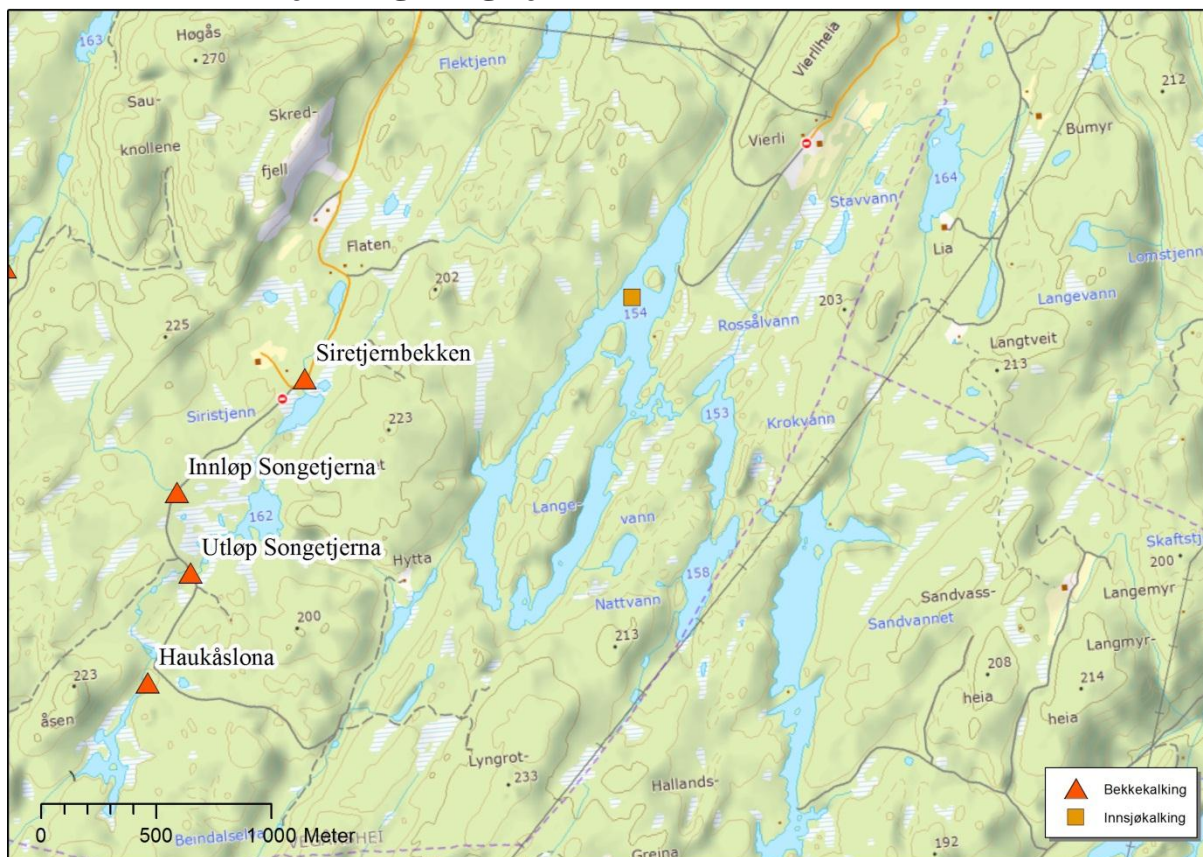 163
Høgås
270
Flektjenn
Vierliheia
212
Sau-
knollene
Skred-
fjell
Vierli
Bumyr
164
Stavvann
Flaten
Lia
Lomstjenn
202
Langevann
225
154
203
Rossålvann
Langtveit
213
Siretjernbekken
Siristjenn
223
153
Krokvann
Innløp Songetjerna
162
Lange-
vann
Utløp Songetjerna
Hytta
158
Skaftstj
200
Nattvann
Sandvass-
Langemyr
Sandvannet
200
213
Langmyr-
Haukåslona
223
208
214
åsen
heia
heia
Lyngrot-
233
Hallands-
Bekkekalking
Innsjøkalking
0 500 1 000 Meter
192
Greina